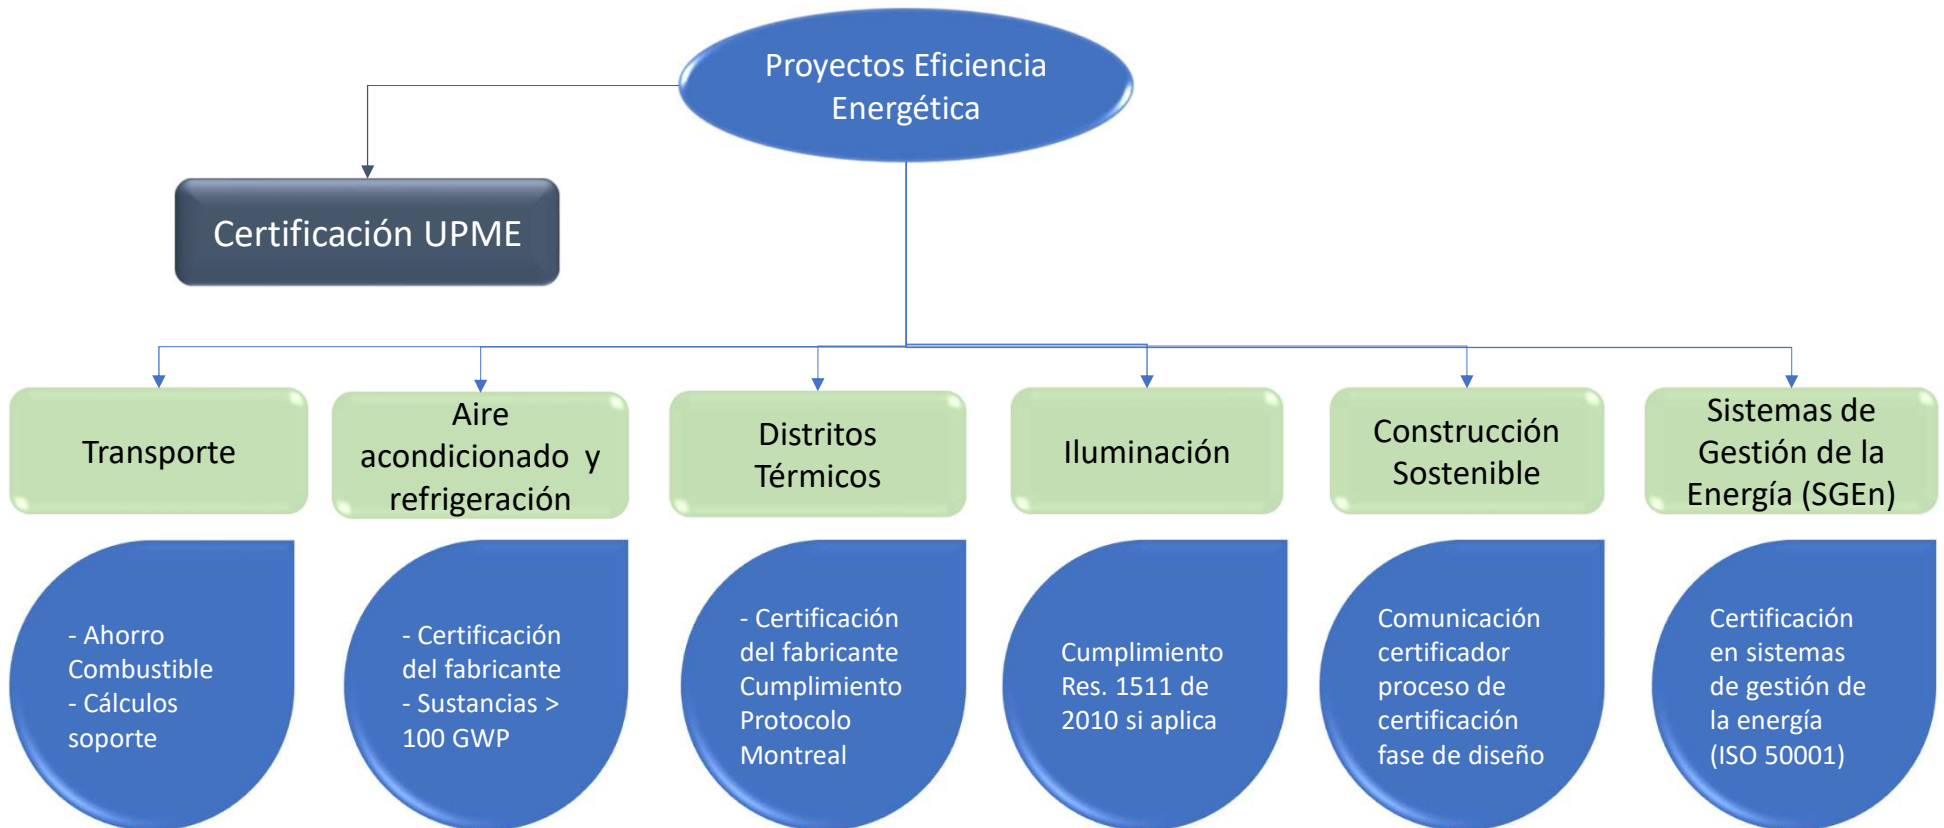 Proyectos Eficiencia
Energética
Certificación UPME
Transporte
Aire
acondicionado y
refrigeración
Distritos
Térmicos
Iluminación
Construcción
Sostenible
Sistemas de
Gestión de la
Energía (SGEn)
- Ahorro
Combustible
- Cálculos
soporte
- Certificación
del fabricante
- Sustancias >
100 GWP
- Certificación
del fabricante
Cumplimiento
Protocolo
Montreal
Cumplimiento
Res. 1511 de
2010 si aplica
Comunicación
certificador
proceso de
certificación
fase de diseño
Certificación
en sistemas
de gestión de
la energía
(ISO 50001)